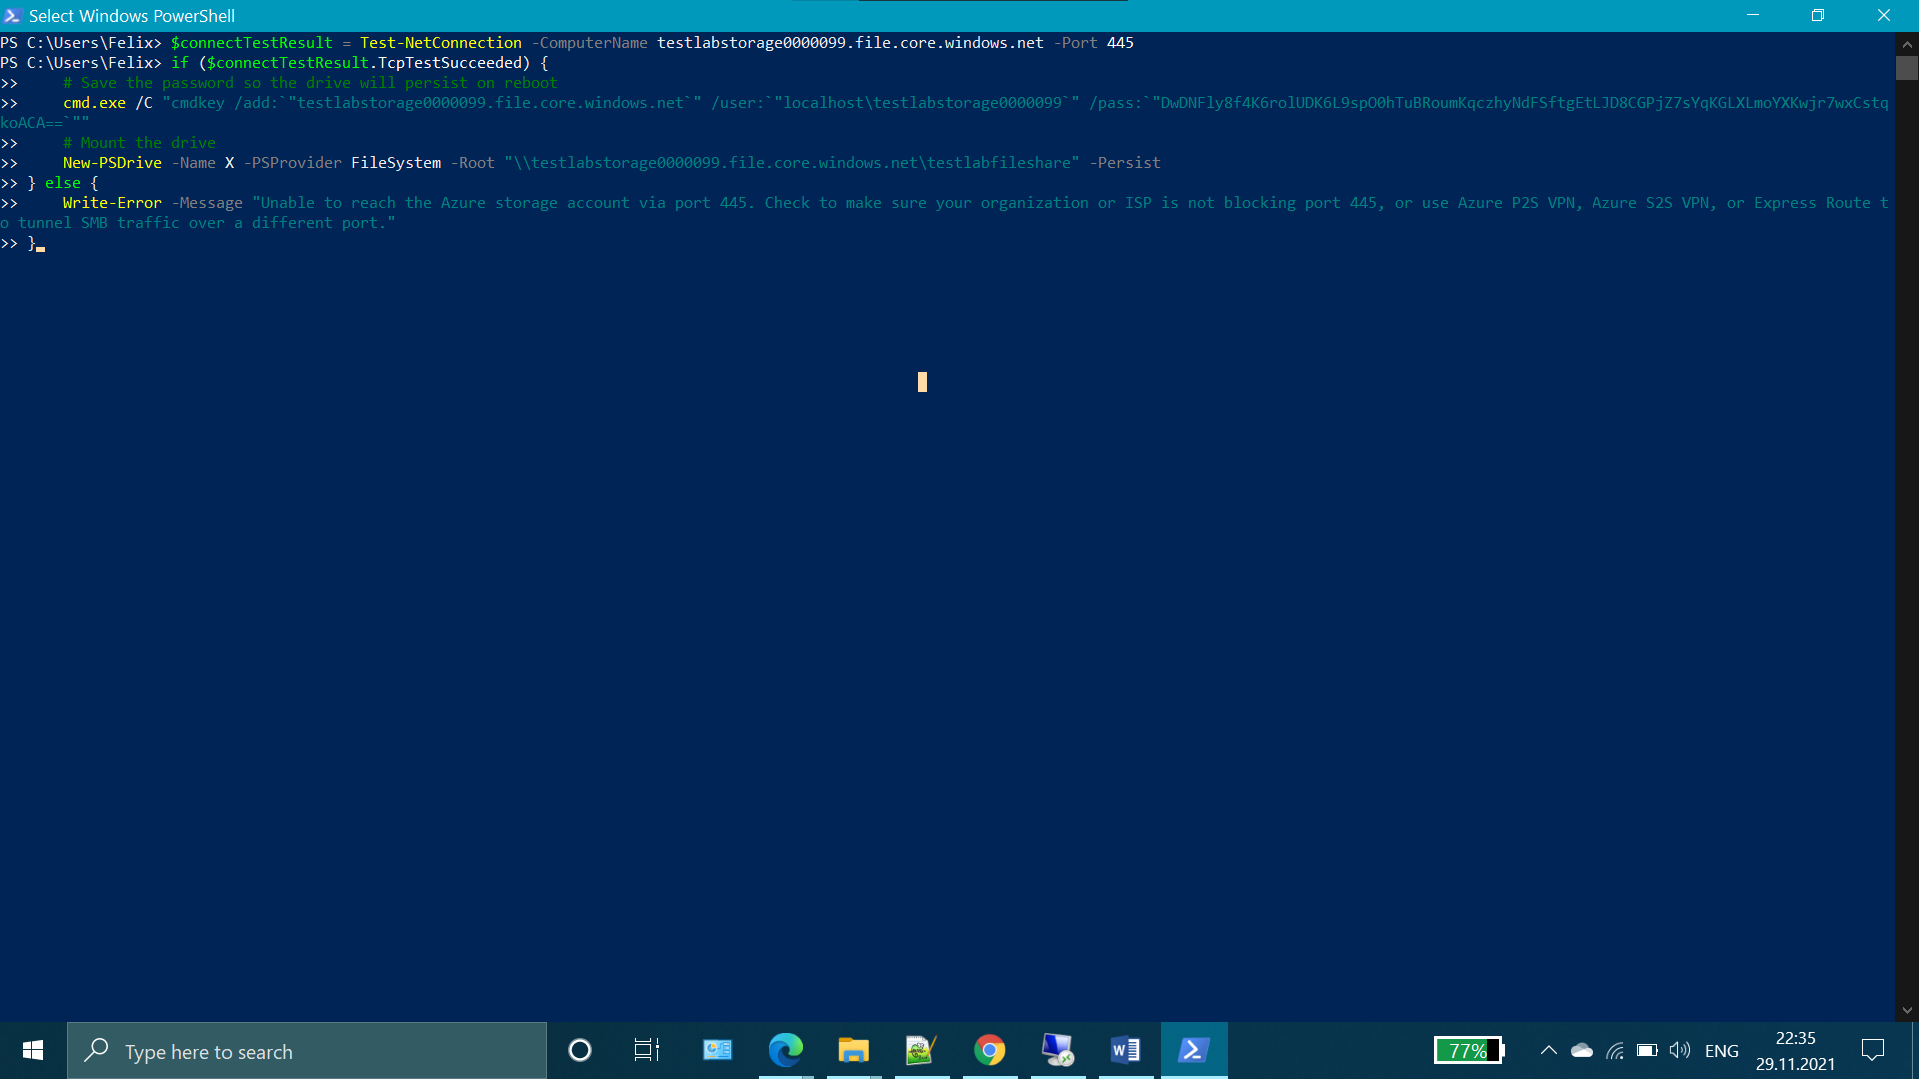 Select Windows PowerShell
PS C:\Users\Felix> $connectTestResult = Test-NetConnection -ComputerName testlabstorage0000099.file.core.windows.net -Port 445
PS C:\Users\Felix> if ($connectTestResult.TcpTestSucceeded) {
>>     # Save the password so the drive will persist on reboot
>>     cmd.exe /C "cmdkey /add:`"testlabstorage0000099.file.core.windows.net`" /user:`"localhost\testlabstorage0000099`" /pass:`"DwDNFly8f4K6rolUDK6L9spO0hTuBRoumKqczhyNdFSftgEtLJD8CGPjZ7sYqKGLXLmoYXKwjr7wxCstq
koACA==`""
>>     # Mount the drive
>>     New-PSDrive -Name X -PSProvider FileSystem -Root "\\testlabstorage0000099.file.core.windows.net\testlabfileshare" -Persist
>> } else {
>>     Write-Error -Message "Unable to reach the Azure storage account via port 445. Check to make sure your organization or ISP is not blocking port 445, or use Azure P2S VPN, Azure S2S VPN, or Express Route t
o tunnel SMB traffic over a different port."
>> }
Type here to search
77%
ENG
22:35
29.11.2021